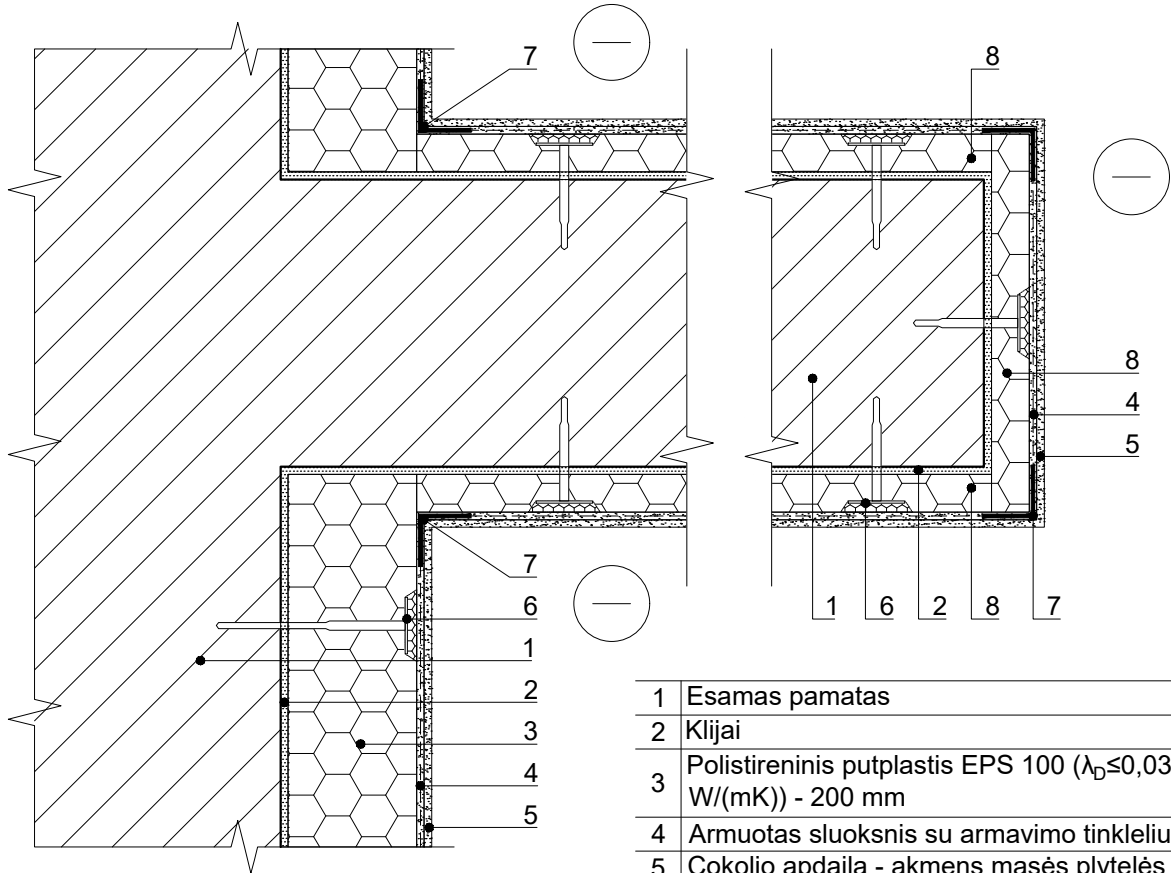 7
8
8
4
5
7
6
1
2
3
4
5
1
6
2
8
7
1 Esamas pamatas
2 Klijai
3 Polistireninis putplastis EPS 100 (λD≤0,03
W/(mK)) - 200 mm
4 Armuotas sluoksnis su armavimo tinkleliu
5 Cokolio apdaila - akmens masės plytelės